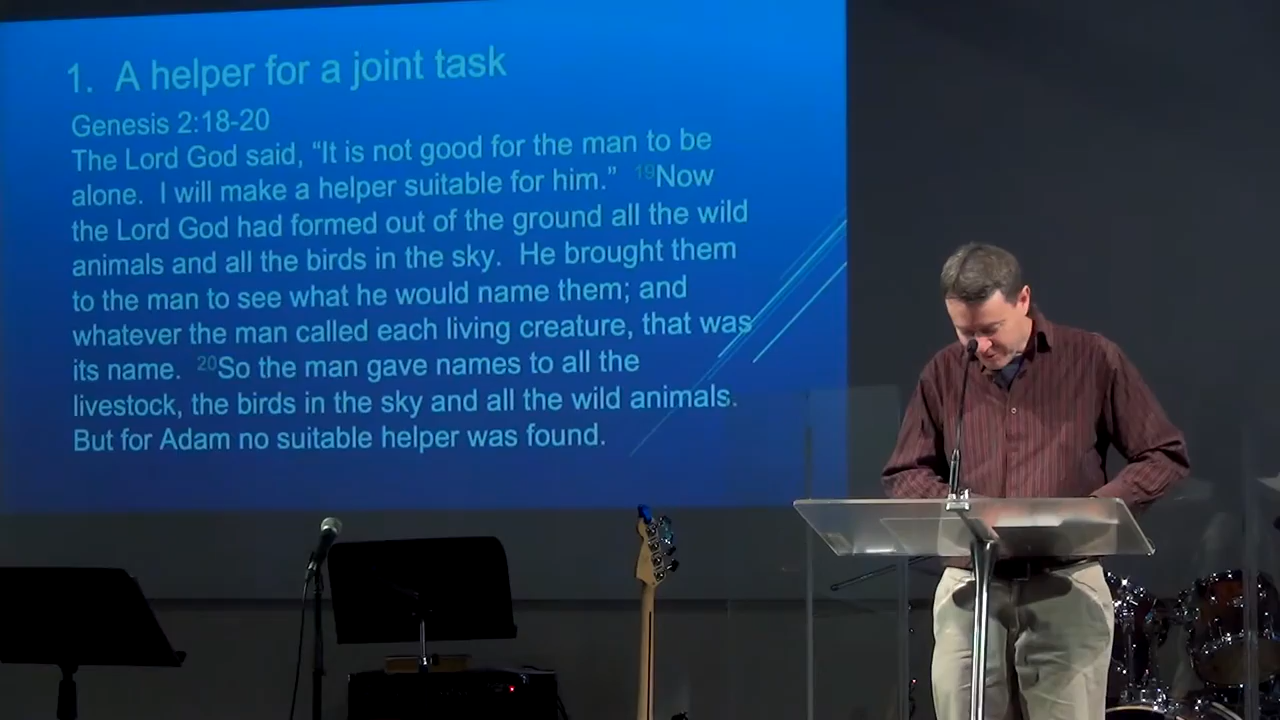 1. A helper for a joint task
Genesis 2:18-20
The Lord God said, “It is not good for the man to be
alone. I will make a helper suitable for him.” 19Now
the Lord God had formed out of the ground all the wild
animals and all the birds in the sky. He brought them
to the man to see what he would name them; and
whatever the man called each living creature, that was
its name. 20So the man gave names to all the
livestock, the birds in the sky and all the wild animals.
But for Adam no suitable helper was found.